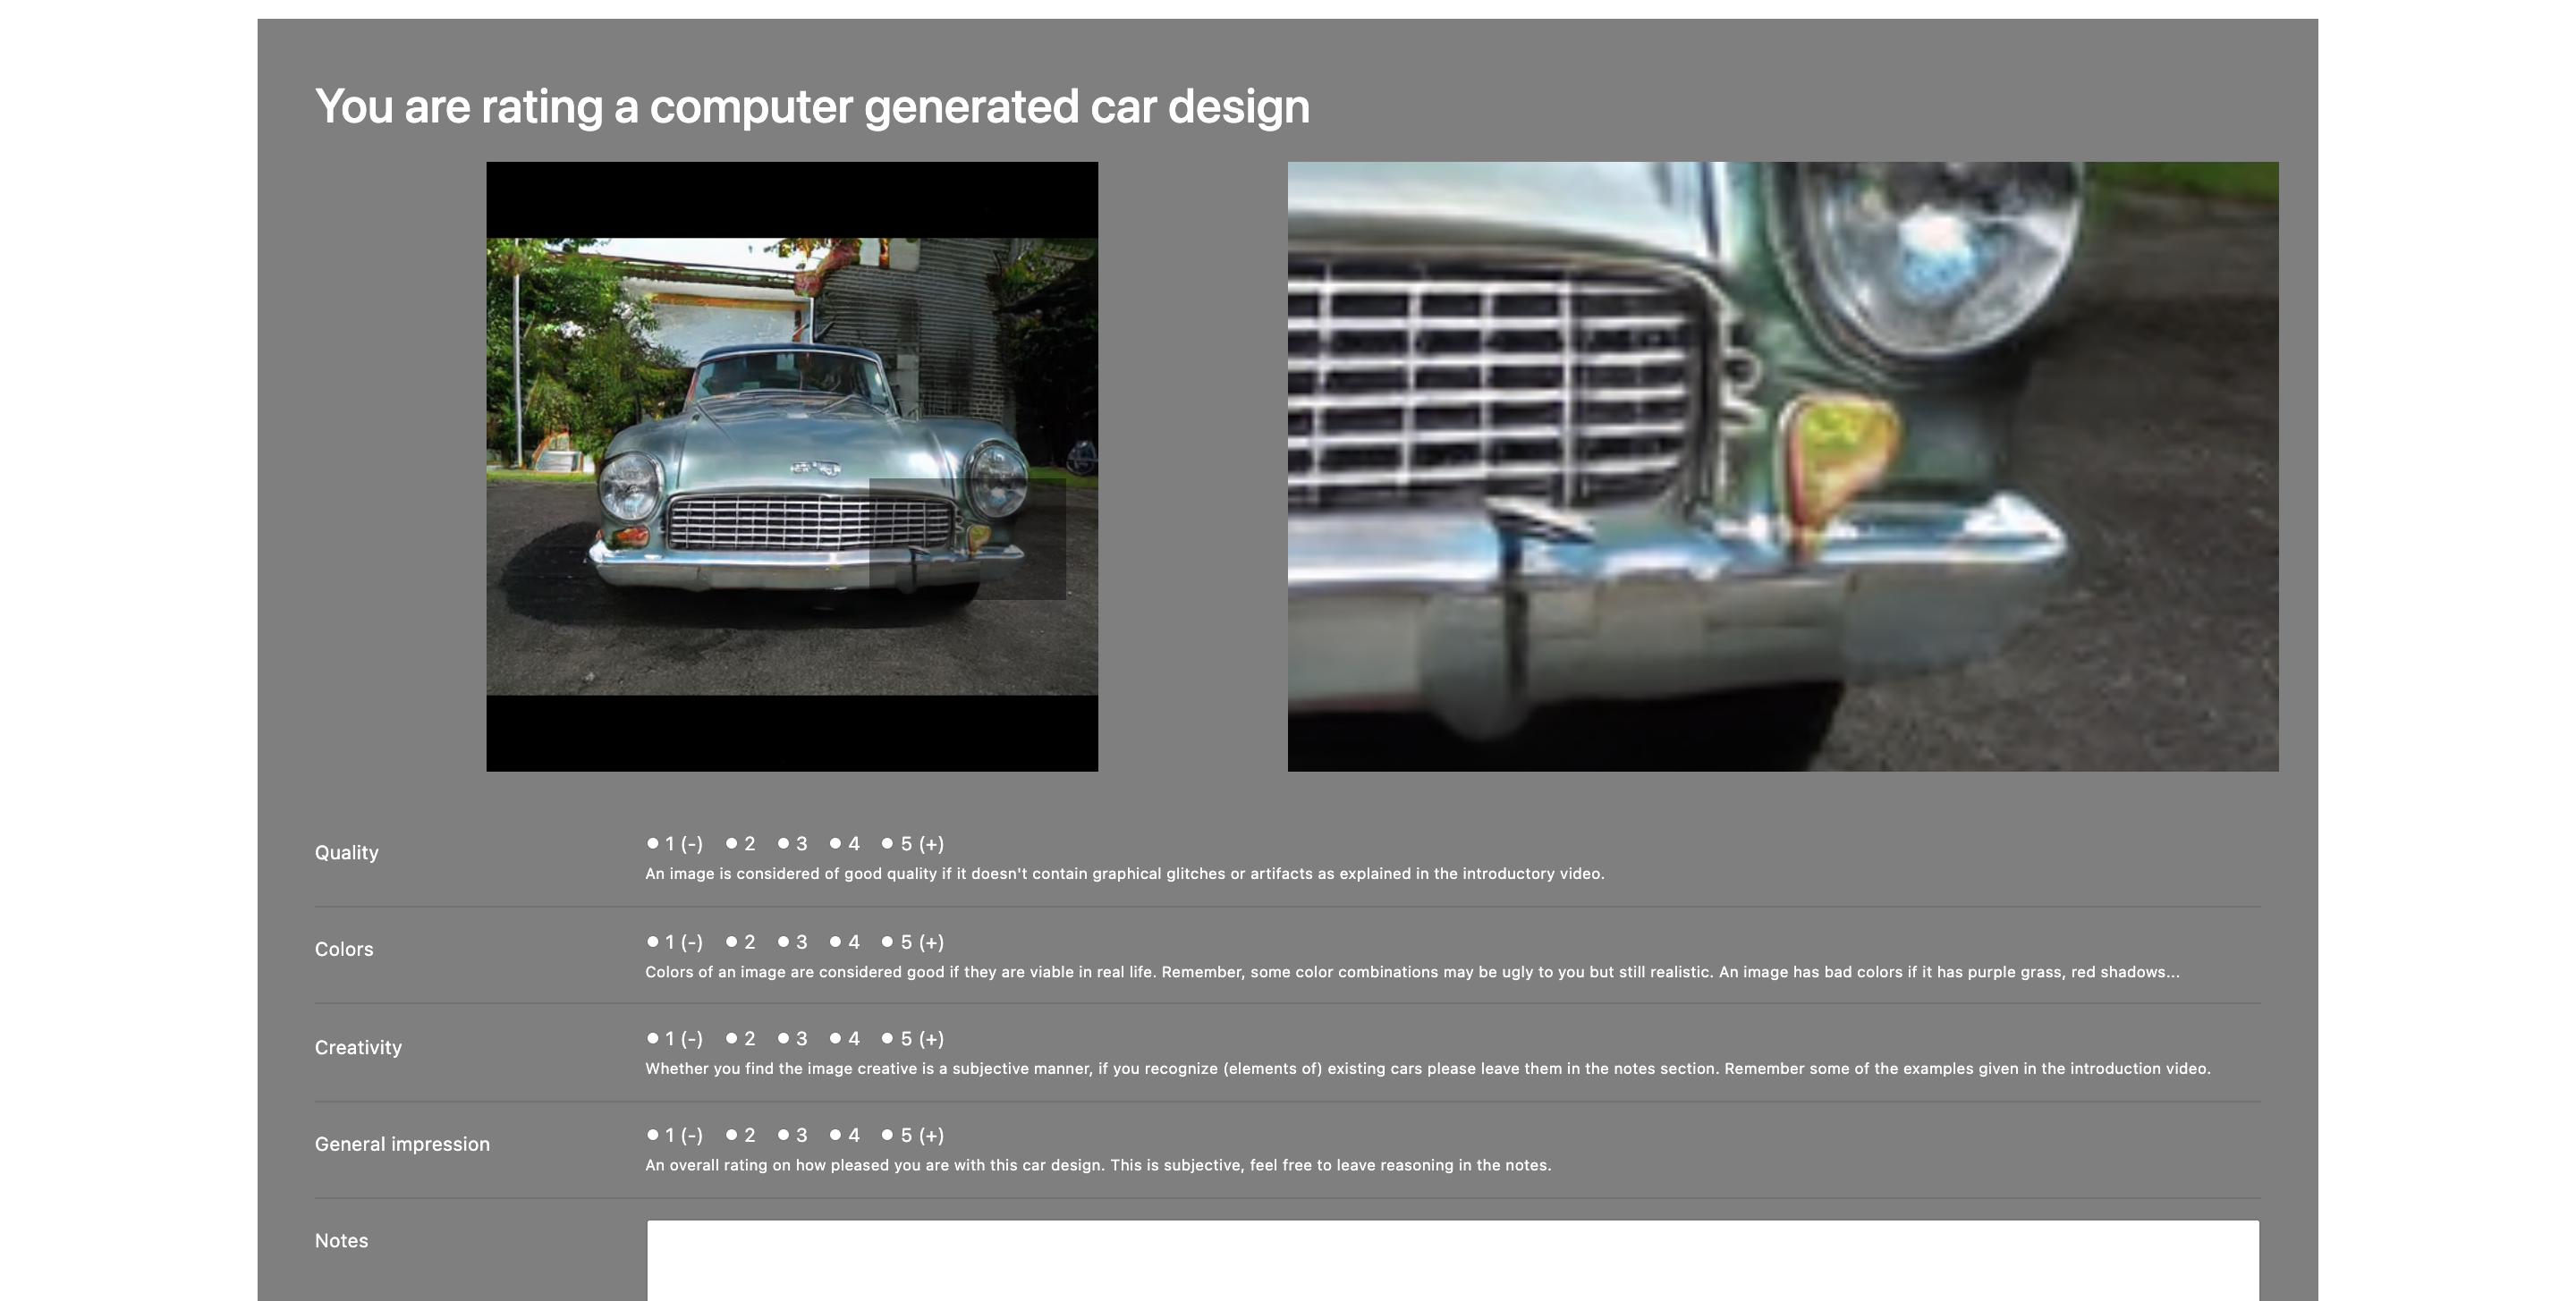 You are rating a computer generated car design
Quality
1 (-) 2 3 4 5 (+)
An image is considered of good quality if it doesn't contain graphical glitches or artifacts as explained in the introductory video.
Colors
1 (-) 2 3 4 5 (+)
Colors of an image are considered good if they are viable in real life. Remember, some color combinations may be ugly to you but still realistic. An image has bad colors if it has purple grass, red shadows...
Creativity
1 (-) 2 3 4 5 (+)
Whether you find the image creative is a subjective manner, if you recognize (elements of) existing cars please leave them in the notes section. Remember some of the examples given in the introduction video.
General impression
1 (-) 2 3 4 5 (+)
An overall rating on how pleased you are with this car design. This is subjective, feel free to leave reasoning in the notes.
Notes